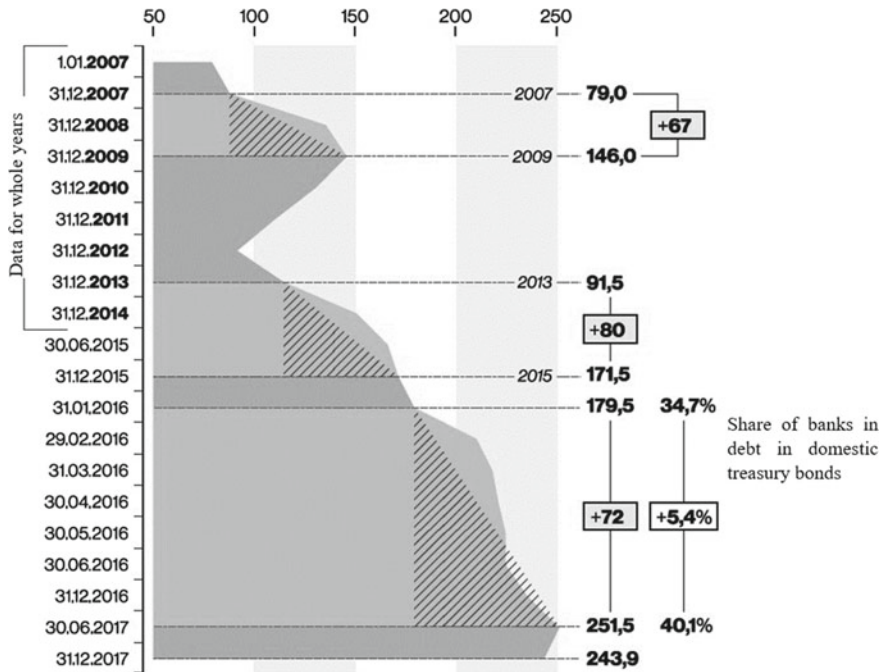 50 100 150 200 250
Data for whole years
1.01.2007
31.12.2007 2007 79,0
+67
31.12.2008
31.12.2009 2009 146,0
31.12.2010
31.12.2011
31.12.2012
31.12.2013 2013 91,5
31.12.2014
+80
30.06.2015
31.12.2015 2015 171,5
31.01.2016 179,5 34,7%
Share of banks in
debt in domestic
treasury bonds
29.02.2016
31.03.2016
30.04.2016
+72 +5,4%
30.05.2016
30.06.2016
31.12.2016
30.06.2017 251,5 40,1%
31.12.2017 243,9